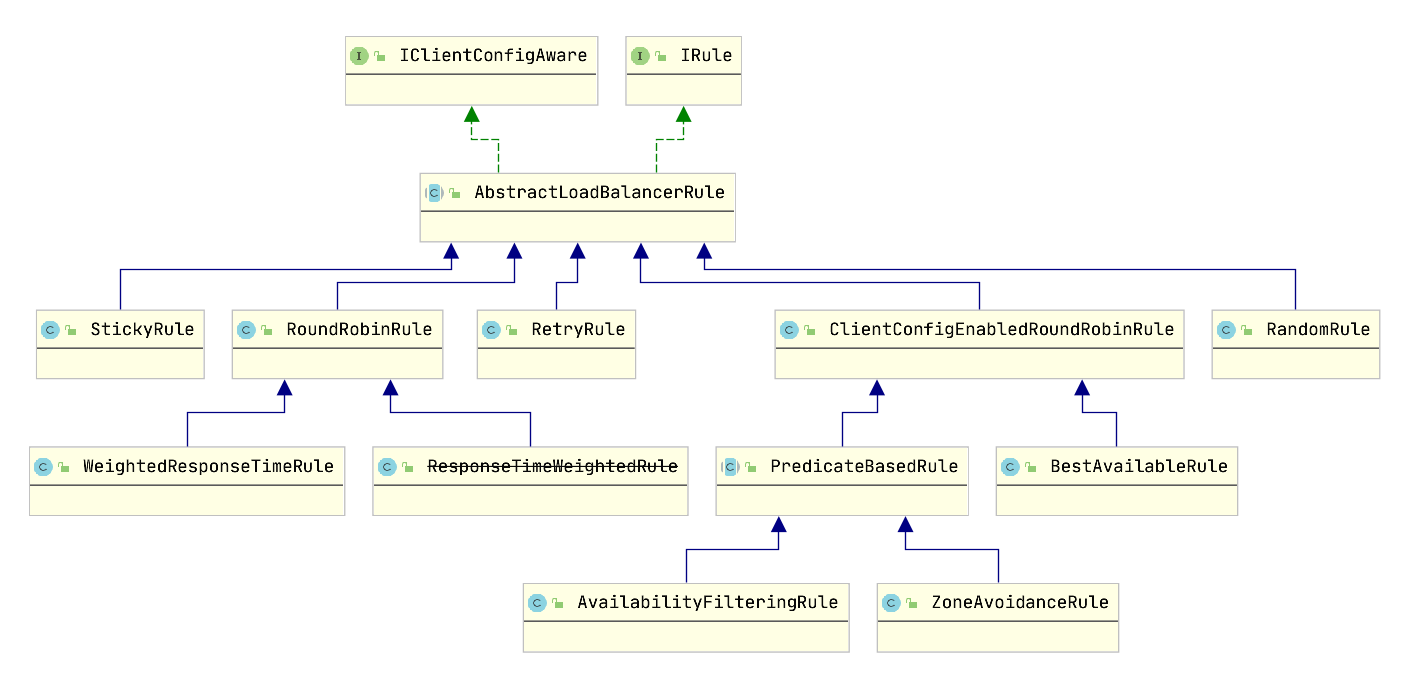 IClientConfigAware
IRule
AbstractLoadBalancerRule
StickyRule
RoundRobinRule
RetryRule
ClientConfigEnabledRoundRobinRule
RandomRule
WeightedResponseTimeRule
ResponseTimeWeightedRule
PredicateBasedRule
BestAvailableRule
AvailabilityFilteringRule
ZoneAvoidanceRule